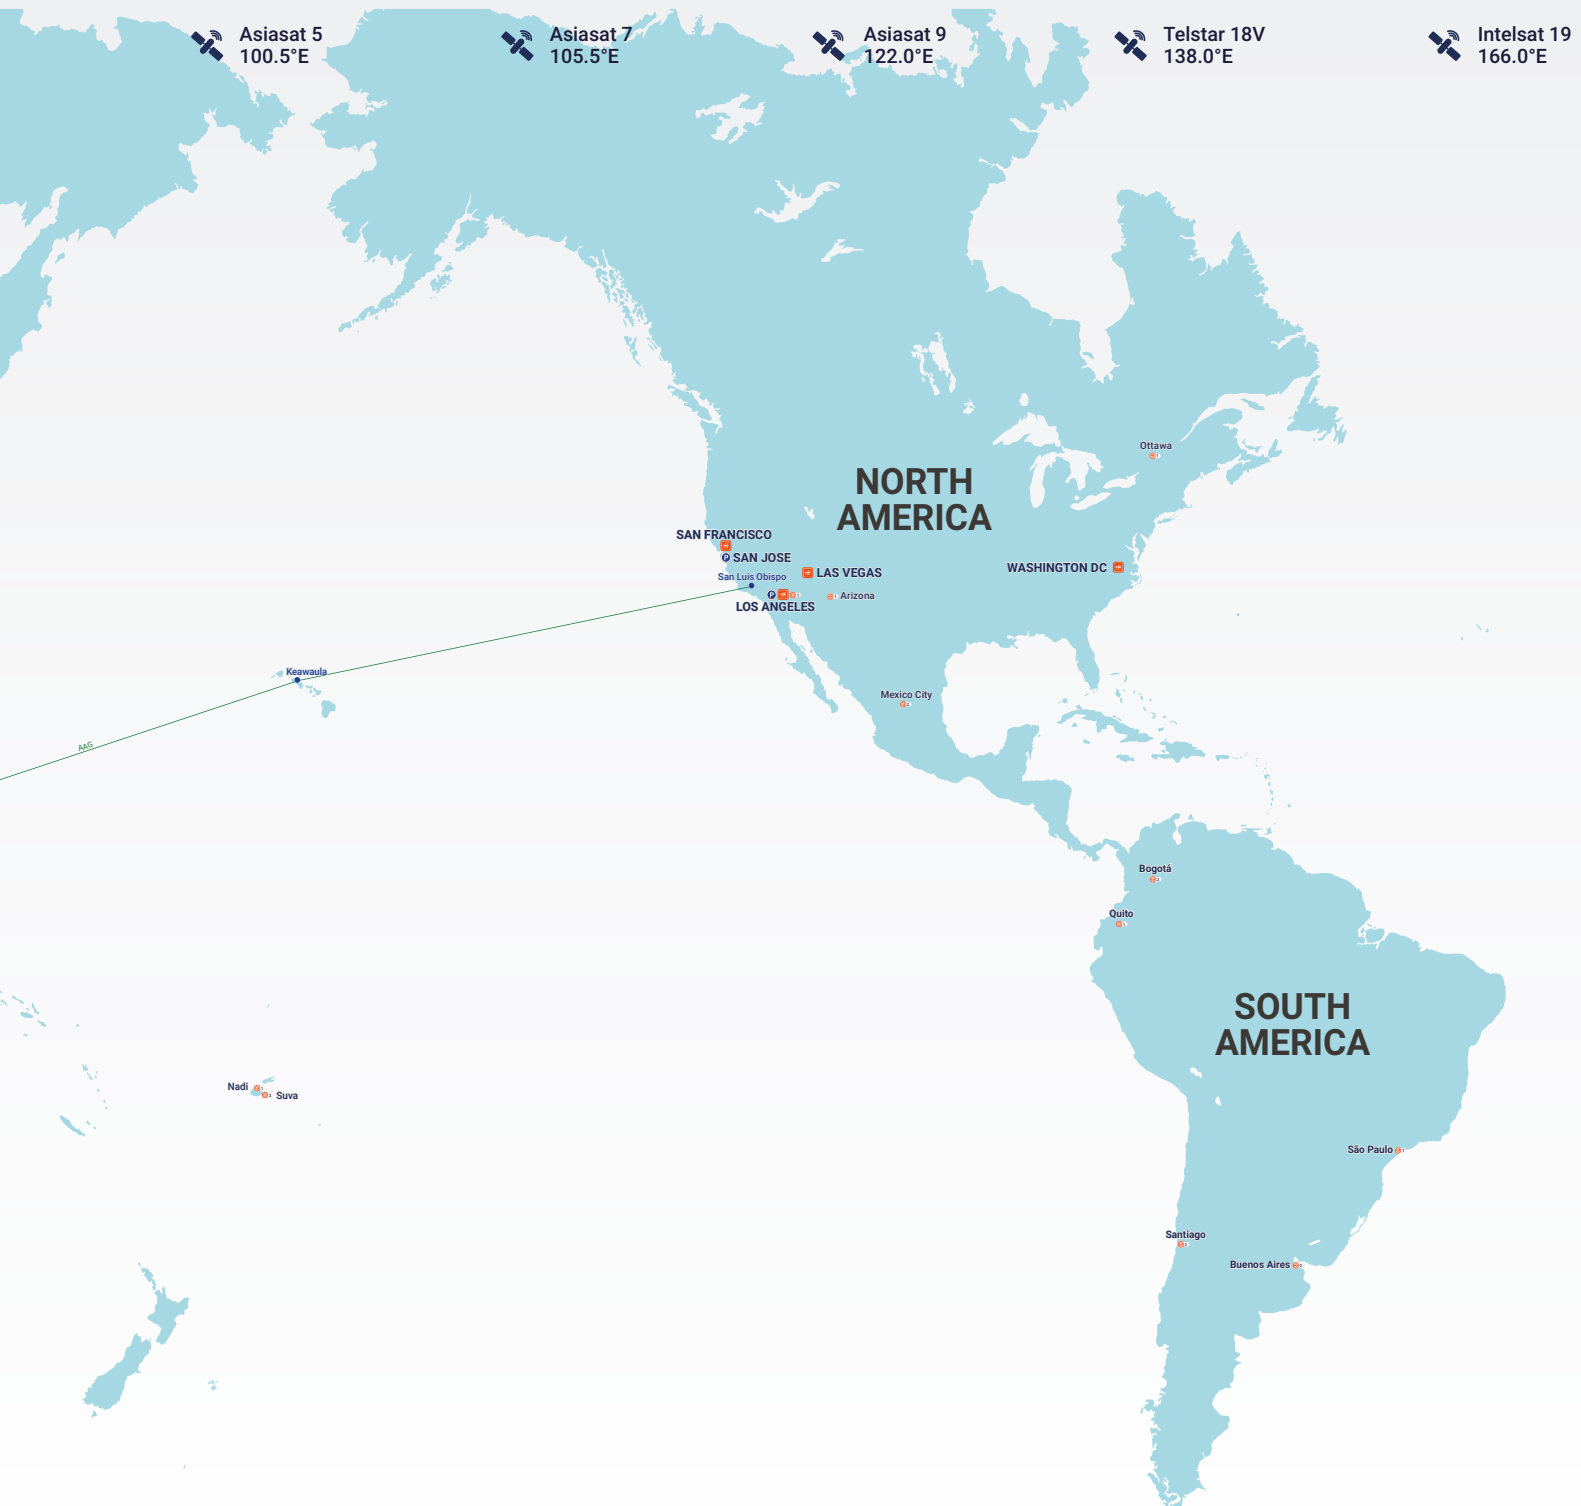 Asiasat 5
100.5°E
Asiasat 7
105.5°E
Asiasat 9
122.0°E
Telstar 18V
138.0°E
Intelsat 19
166.0°E
Ottawa
NORTH
AMERICA
SAN FRANCISCO
P SAN JOSE
LAS VEGAS
WASHINGTON DC
San Luis Obispo
P
Arizona
LOS ANGELES
Keawaula
Mexico City
AAG
Bogotá
Quito
SOUTH
AMERICA
Nadi
Suva
São Paulo
Santiago
Buenos Aires